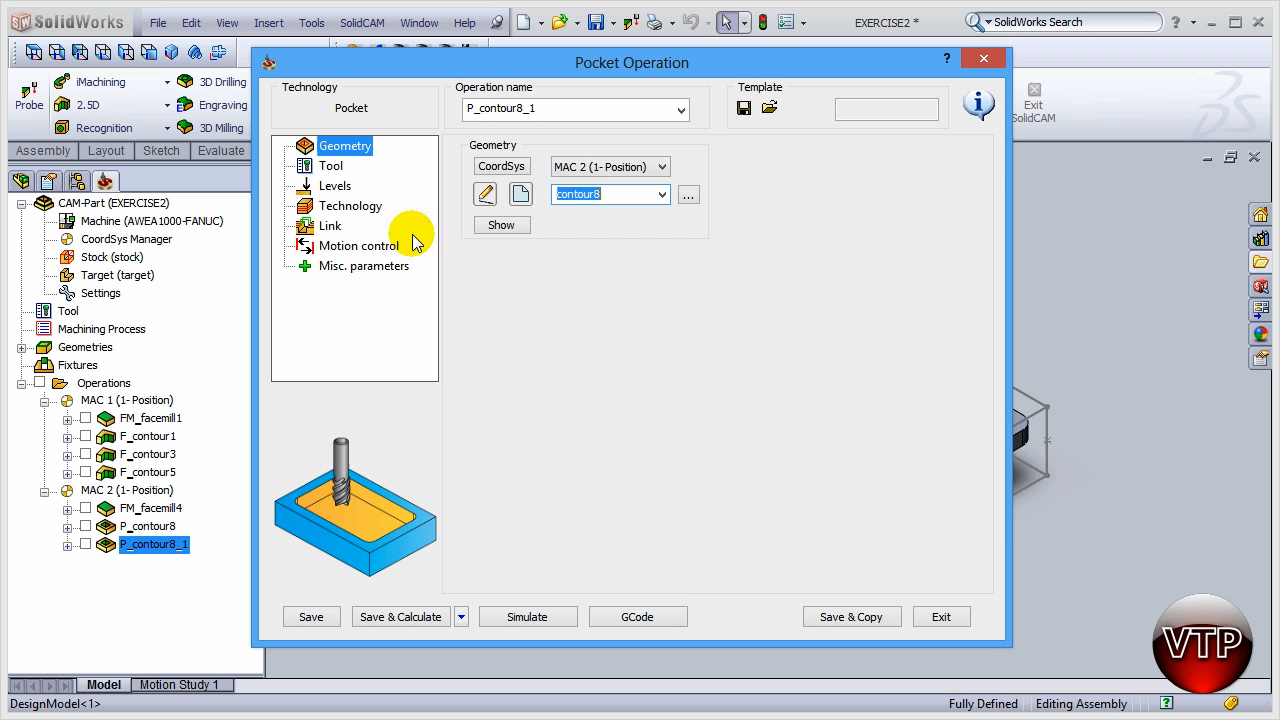 SolidWorks File Edit View Insert Tools SolidCAM Window Help EXERCISE2 * SolidWorks Search ?
Probe
iMachining
2.5D
Recognition
3D Drilling
Engraving
3D Milling
Exit
SolidCAM
Assembly Layout Sketch Evaluate
CAM-Part (EXERCISE2)
Machine (AWEA1000-FANUC)
CoordSys Manager
Stock (stock)
Target (target)
Settings
Tool
Machining Process
Geometries
Fixtures
Operations
MAC 1 (1- Position)
FM_facemill1
F_contour1
F_contour3
F_contour5
MAC 2 (1- Position)
FM_facemill4
P_contour8
P_contour8_1
Pocket Operation ?
Technology
Pocket
Operation name
P_contour8_1
Template
Geometry
Tool
Levels
Technology
Link
Motion control
Misc. parameters
Geometry
CoordSys MAC 2 (1- Position)
contour8 ...
Show
Save Save & Calculate Simulate GCode Save & Copy Exit
VTP
Model Motion Study 1
DesignModel<1> Fully Defined Editing Assembly ?